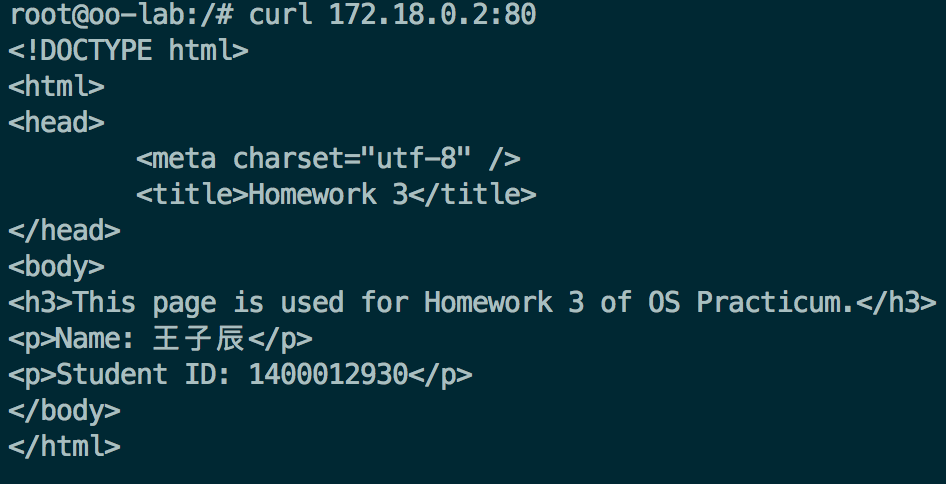 root@oo-lab:/# curl 172.18.0.2:80
<!DOCTYPE html>
<html>
<head>
        <meta charset="utf-8" />
        <title>Homework 3</title>
</head>
<body>
<h3>This page is used for Homework 3 of OS Practicum.</h3>
<p>Name: 王子辰</p>
<p>Student ID: 1400012930</p>
</body>
</html>